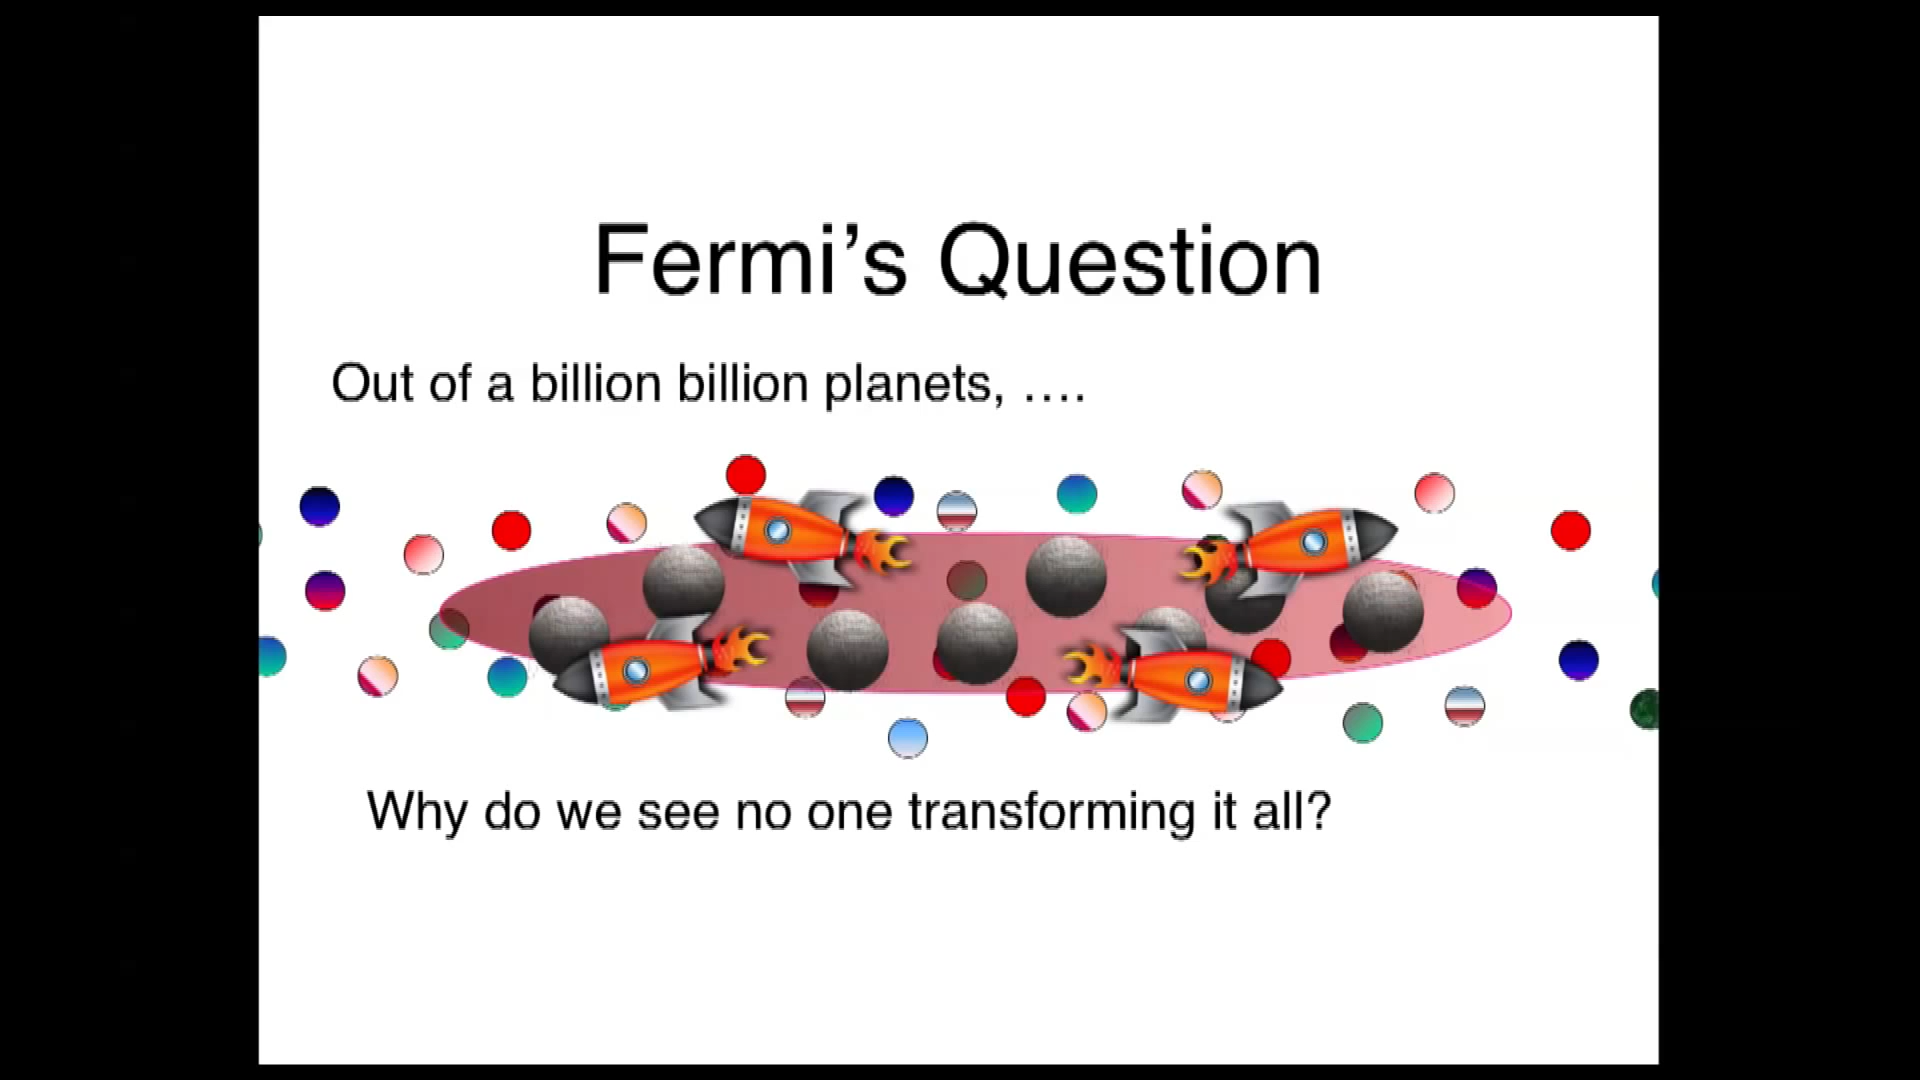 Fermi’s Question
Out of a billion billion planets, ….
Why do we see no one transforming it all?